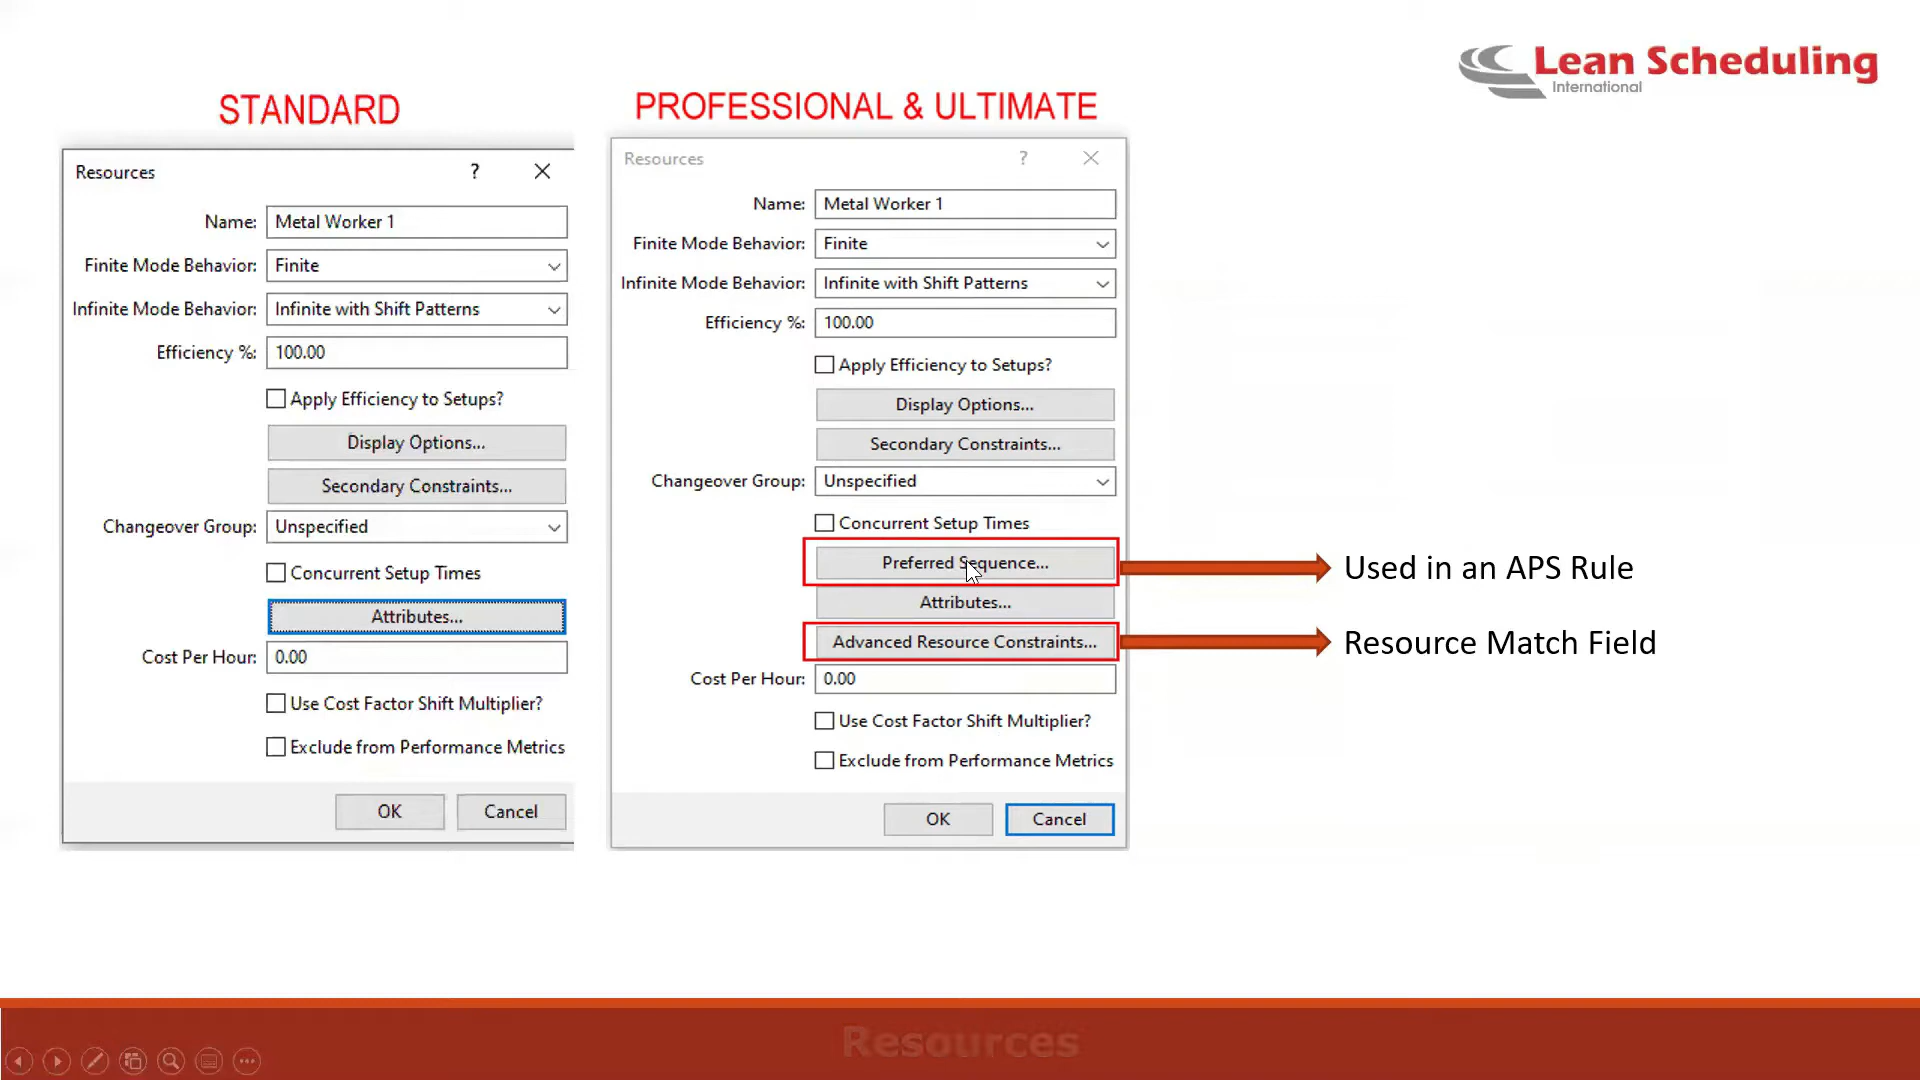 Lean Scheduling
International
STANDARD
Resources
?
Name: Metal Worker 1
Finite Mode Behavior: Finite
Infinite Mode Behavior: Infinite with Shift Patterns
Efficiency %: 100.00
Apply Efficiency to Setups?
Display Options...
Secondary Constraints...
Changeover Group: Unspecified
Concurrent Setup Times
Attributes...
Cost Per Hour: 0.00
Use Cost Factor Shift Multiplier?
Exclude from Performance Metrics
OK Cancel
PROFESSIONAL & ULTIMATE
Resources
?
Name: Metal Worker 1
Finite Mode Behavior: Finite
Infinite Mode Behavior: Infinite with Shift Patterns
Efficiency %: 100.00
Apply Efficiency to Setups?
Display Options...
Secondary Constraints...
Changeover Group: Unspecified
Concurrent Setup Times
Preferred Sequence...
Attributes...
Advanced Resource Constraints...
Cost Per Hour: 0.00
Use Cost Factor Shift Multiplier?
Exclude from Performance Metrics
OK Cancel
Used in an APS Rule
Resource Match Field
Resources